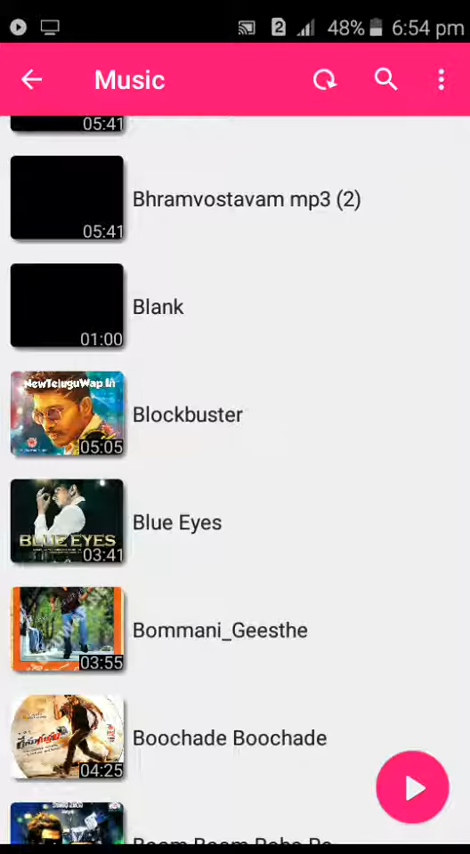 2 48% 6:54 pm
Music
05:41
Bhramvostavam mp3 (2)
05:41
Blank
01:00
NewTeluguWap.In
Blockbuster
05:05
Blue Eyes
BLUE EYES
03:41
Bommani_Geesthe
03:55
Boochade Boochade
04:25